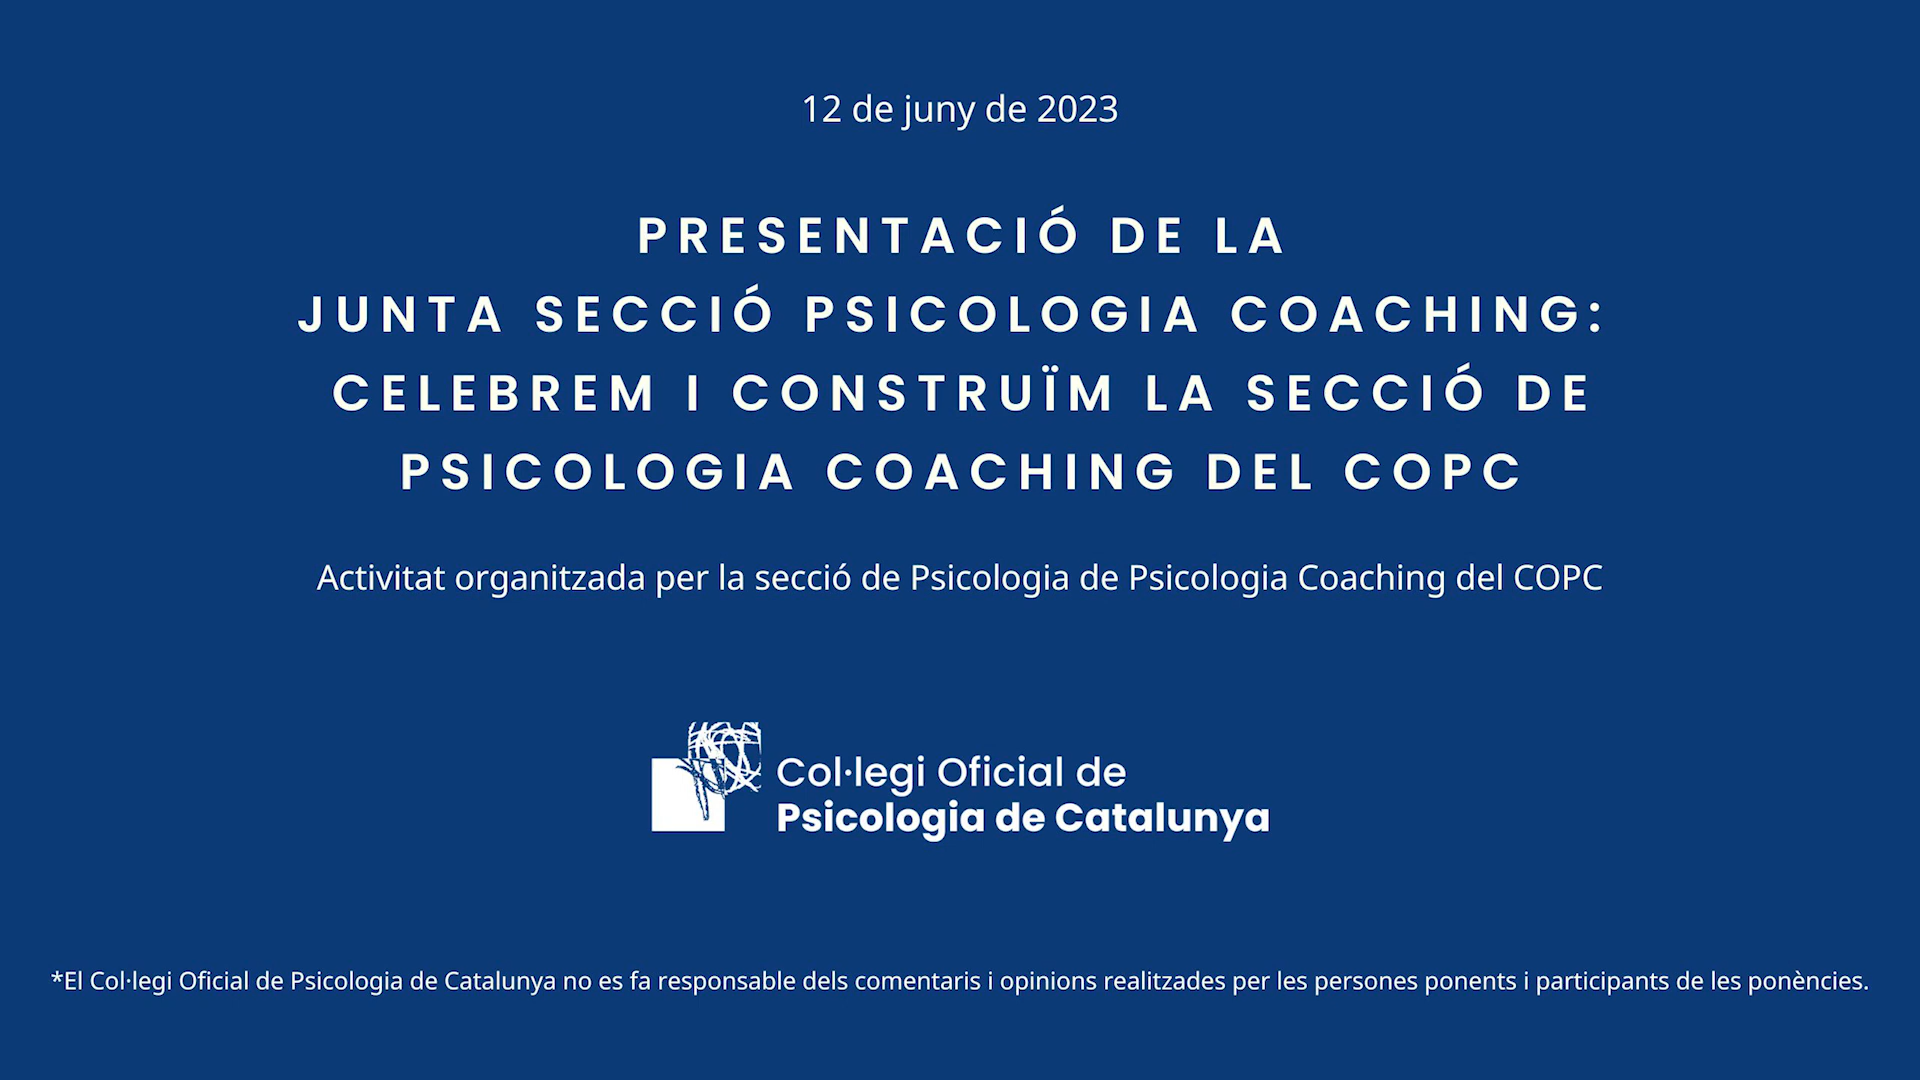 12 de juny de 2023
PRESENTACIÓ DE LA
JUNTA SECCIÓ PSICOLOGIA COACHING:
CELEBREM I CONSTRUÏM LA SECCIÓ DE
PSICOLOGIA COACHING DEL COPC
Activitat organitzada per la secció de Psicologia de Psicologia Coaching del COPC
Col·legi Oficial de
Psicologia de Catalunya
*El Col·legi Oficial de Psicologia de Catalunya no es fa responsable dels comentaris i opinions realitzades per les persones ponents i participants de les ponències.